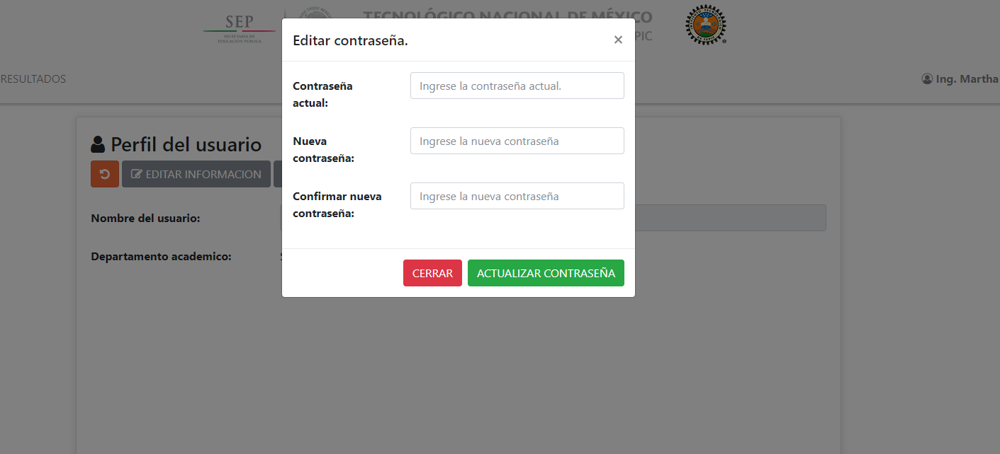 SEP
SECRETARÍA DE
EDUCACIÓN PÚBLICA
TECNOLÓGICO NACIONAL DE MÉXICO
PIC
RESULTADOS
Ing. Martha
Editar contraseña.
×
Contraseña
actual:
Ingrese la contraseña actual.
Nueva
contraseña:
Ingrese la nueva contraseña
Confirmar nueva
contraseña:
Ingrese la nueva contraseña
CERRAR
ACTUALIZAR CONTRASEÑA
Perfil del usuario
EDITAR INFORMACION
Nombre del usuario:
Departamento academico: